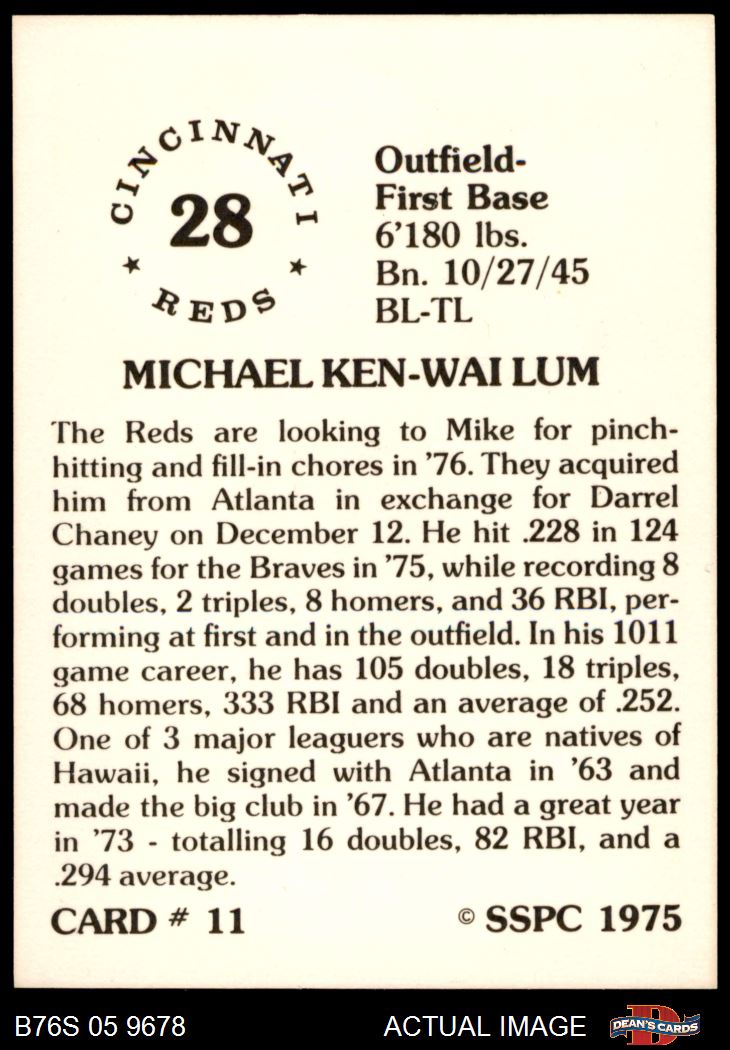 CINCINNATI
28
REDS
Outfield-
First Base
6'180 lbs.
Bn. 10/27/45
BL-TL
MICHAEL KEN-WAI LUM
The Reds are looking to Mike for pinch-
hitting and fill-in chores in '76. They acquired
him from Atlanta in exchange for Darrel
Chaney on December 12. He hit .228 in 124
games for the Braves in '75, while recording 8
doubles, 2 triples, 8 homers, and 36 RBI, per-
forming at first and in the outfield. In his 1011
game career, he has 105 doubles, 18 triples,
68 homers, 333 RBI and an average of .252.
One of 3 major leaguers who are natives of
Hawaii, he signed with Atlanta in '63 and
made the big club in '67. He had a great year
in '73 - totalling 16 doubles, 82 RBI, and a
.294 average.
CARD # 11 © SSPC 1975
B76S 05 9678 ACTUAL IMAGE D DEAN'S CARDS